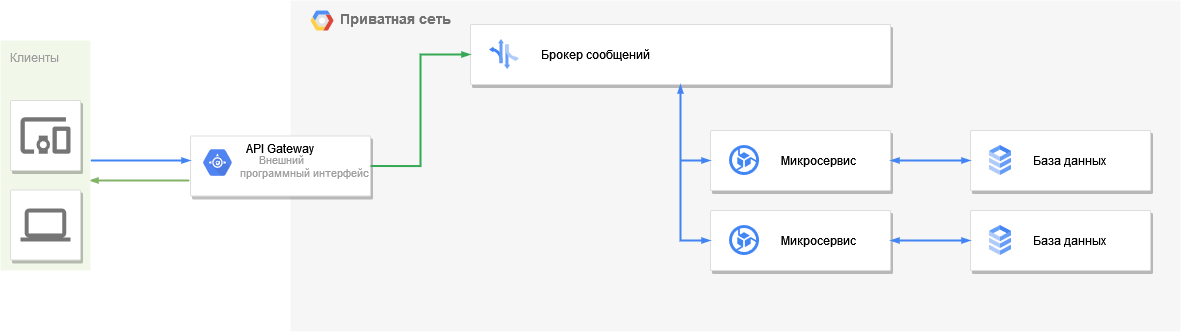 Приватная сеть
Клиенты
Брокер сообщений
API Gateway
Внешний
программный интерфейс
Микросервис
База данных
Микросервис
База данных